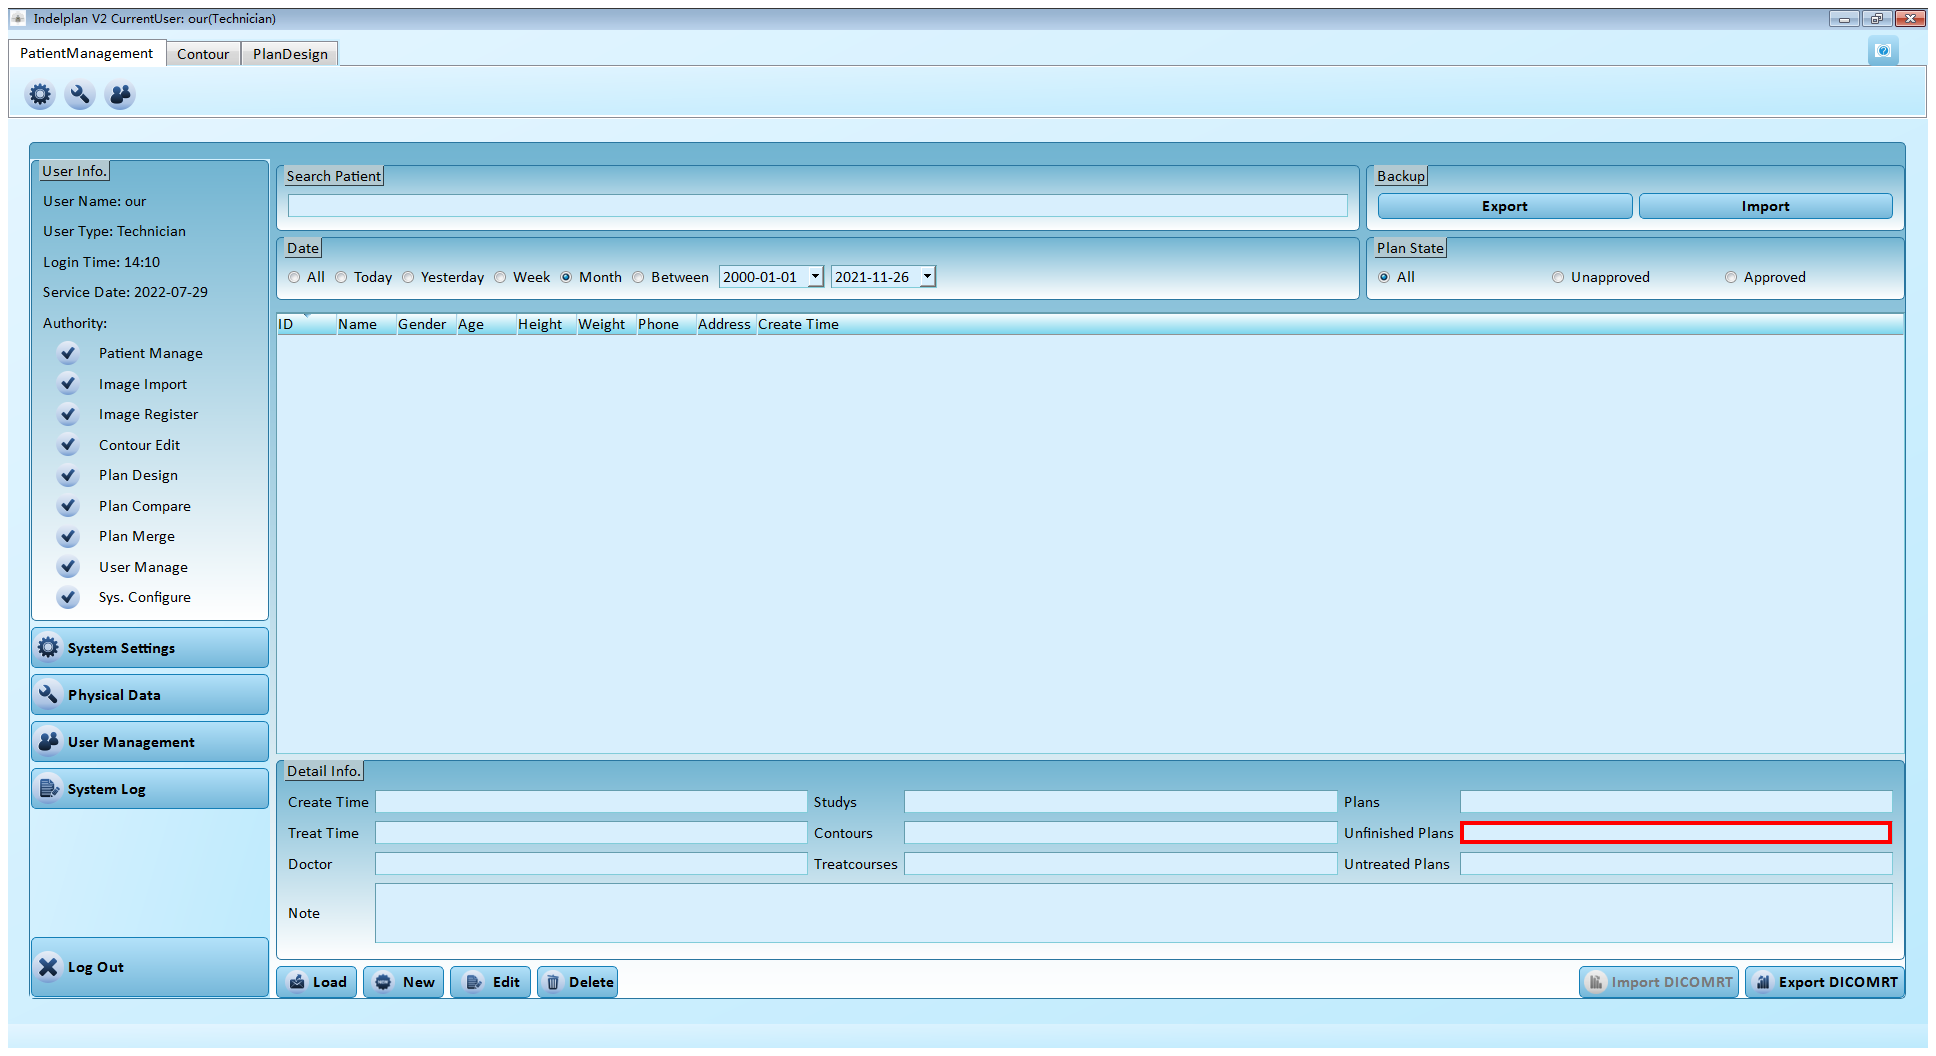 Indelplan V2 CurrentUser: our(Technician)
PatientManagement Contour PlanDesign
User Info.
User Name: our
User Type: Technician
Login Time: 14:10
Service Date: 2022-07-29
Authority:
Patient Manage
Image Import
Image Register
Contour Edit
Plan Design
Plan Compare
Plan Merge
User Manage
Sys. Configure
System Settings
Physical Data
User Management
System Log
Log Out
Search Patient
Backup
Export Import
Date
All Today Yesterday Week Month Between 2000-01-01 2021-11-26
Plan State
All Unapproved Approved
ID Name Gender Age Height Weight Phone Address Create Time
Detail Info.
Create Time Studys Plans
Treat Time Contours Unfinished Plans
Doctor Treatcourses Untreated Plans
Note
Load New Edit Delete Import DICOMRT Export DICOMRT